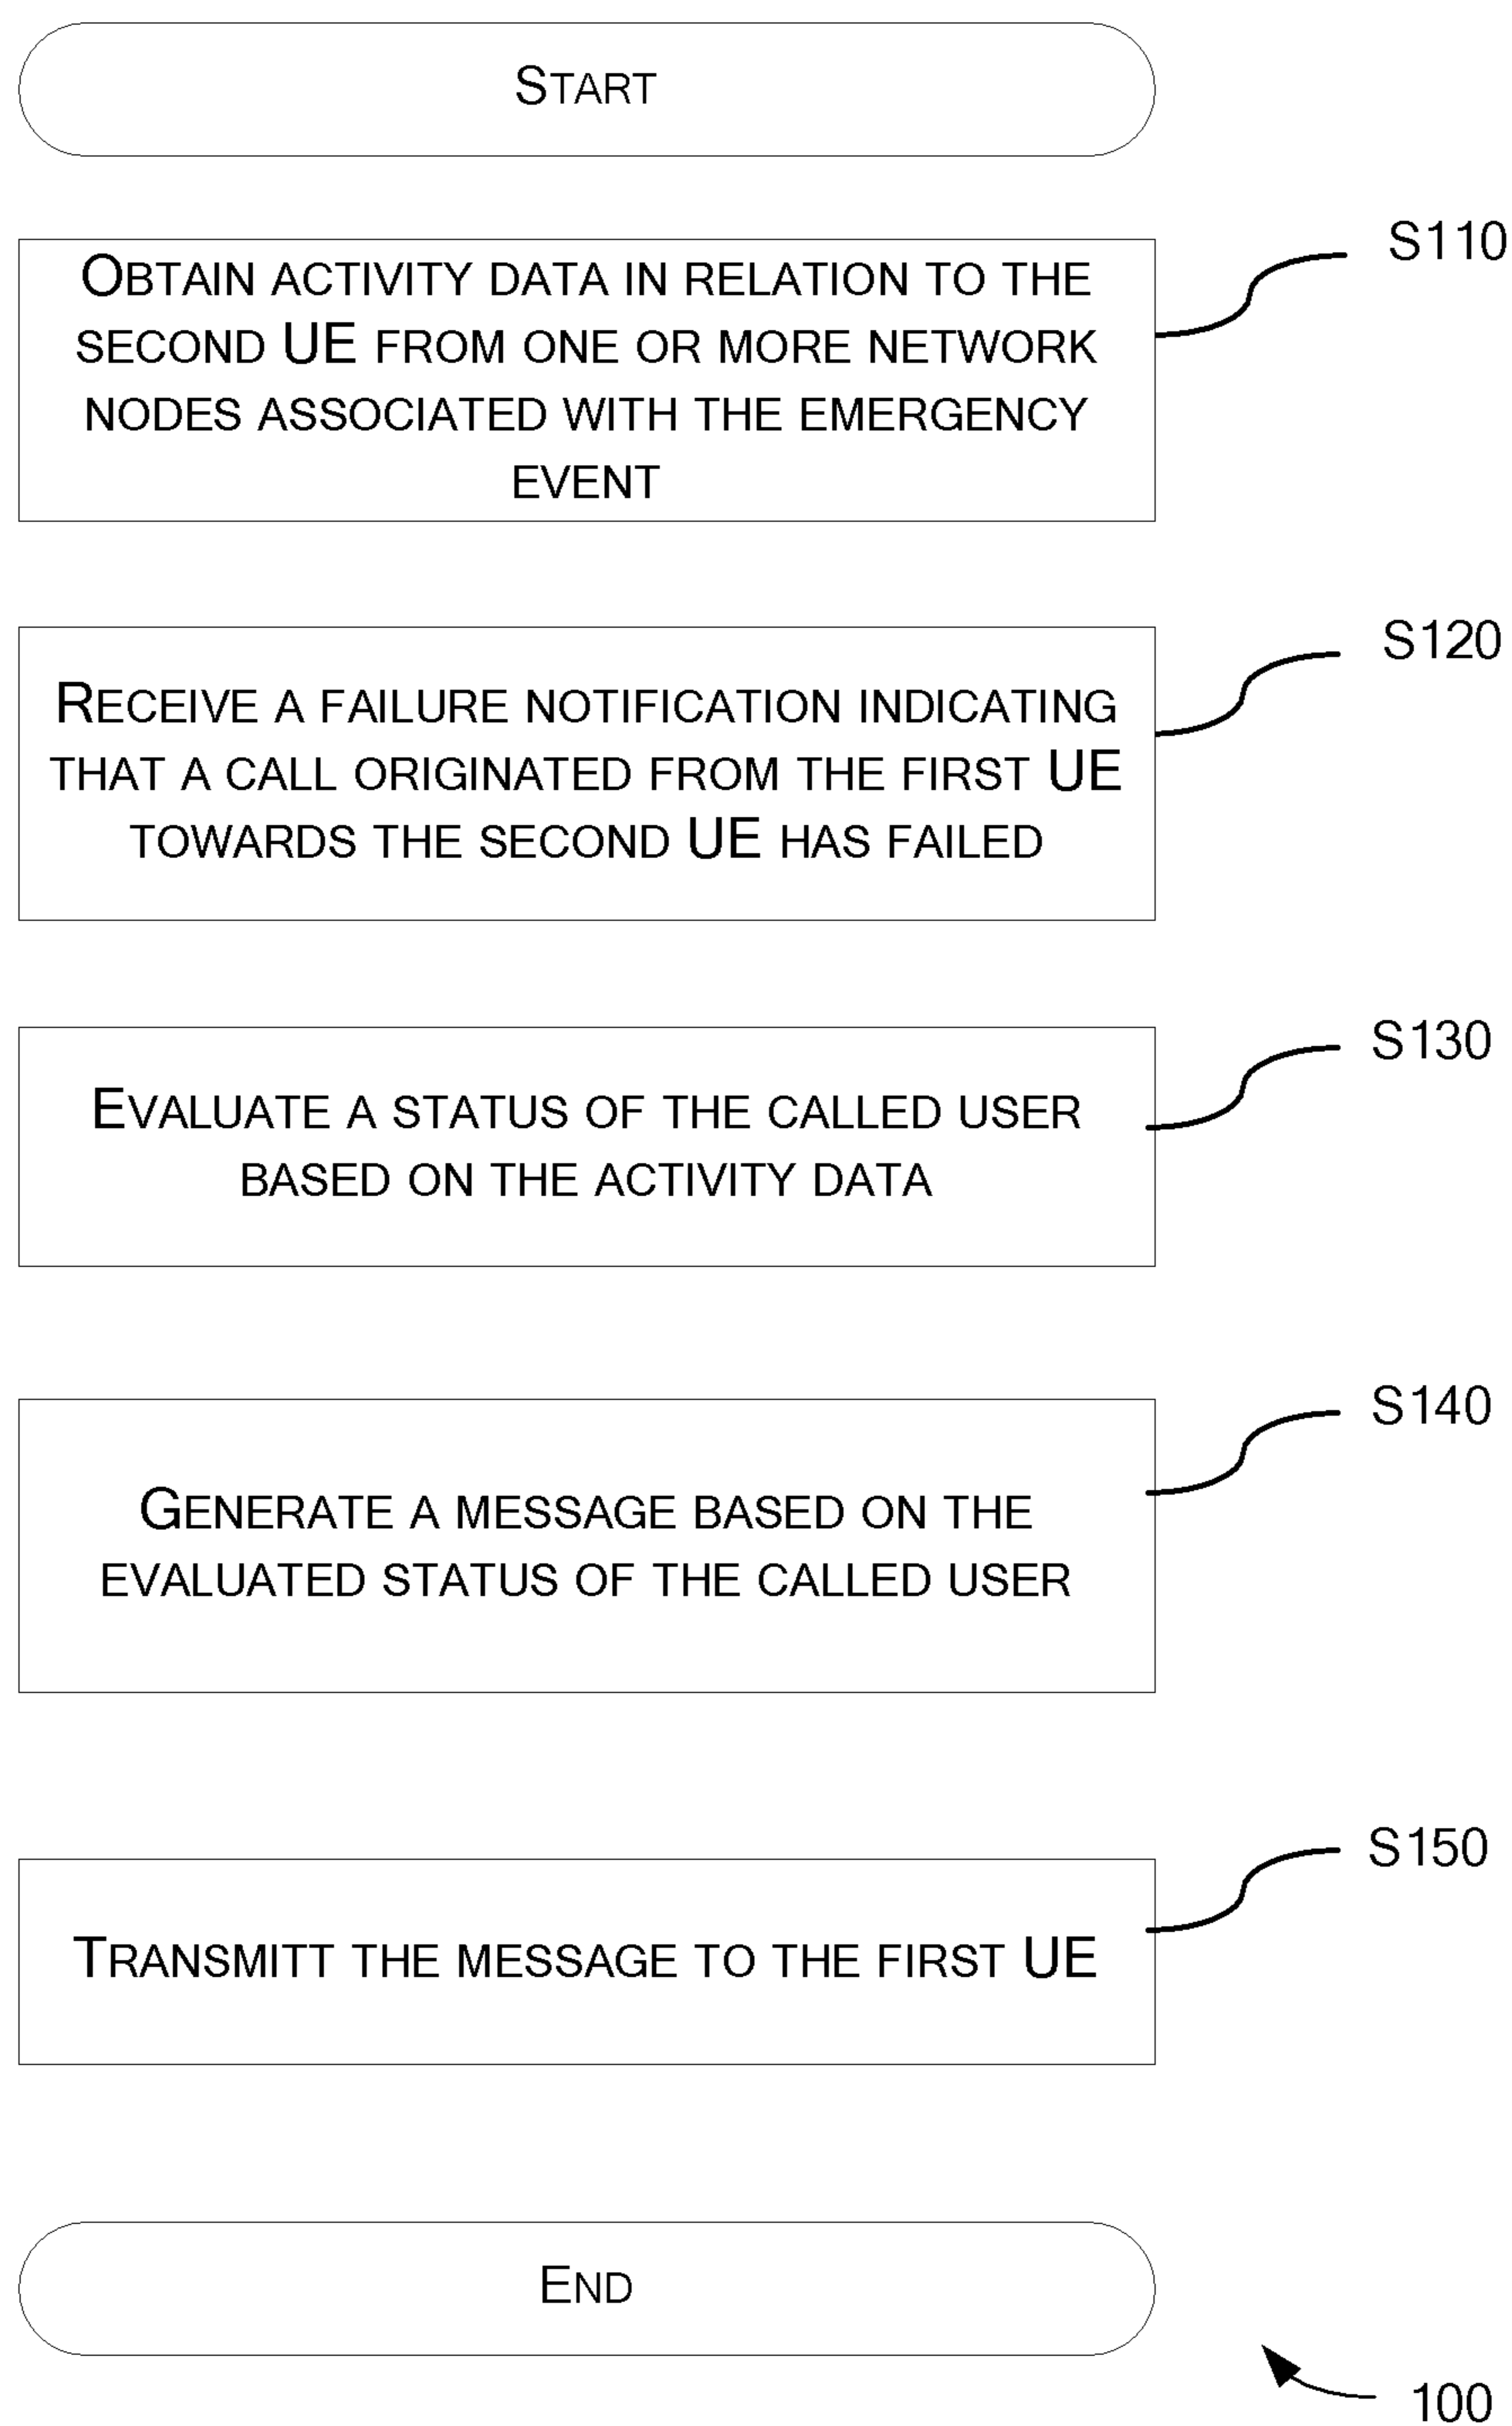 START
S110
OBTAIN ACTIVITY DATA IN RELATION TO THE
SECOND UE FROM ONE OR MORE NETWORK
NODES ASSOCIATED WITH THE EMERGENCY
EVENT
S120
RECEIVE A FAILURE NOTIFICATION INDICATING
THAT A CALL ORIGINATED FROM THE FIRST UE
TOWARDS THE SECOND UE HAS FAILED
S130
EVALUATE A STATUS OF THE CALLED USER
BASED ON THE ACTIVITY DATA
S140
GENERATE A MESSAGE BASED ON THE
EVALUATED STATUS OF THE CALLED USER
S150
TRANSMITT THE MESSAGE TO THE FIRST UE
END
100